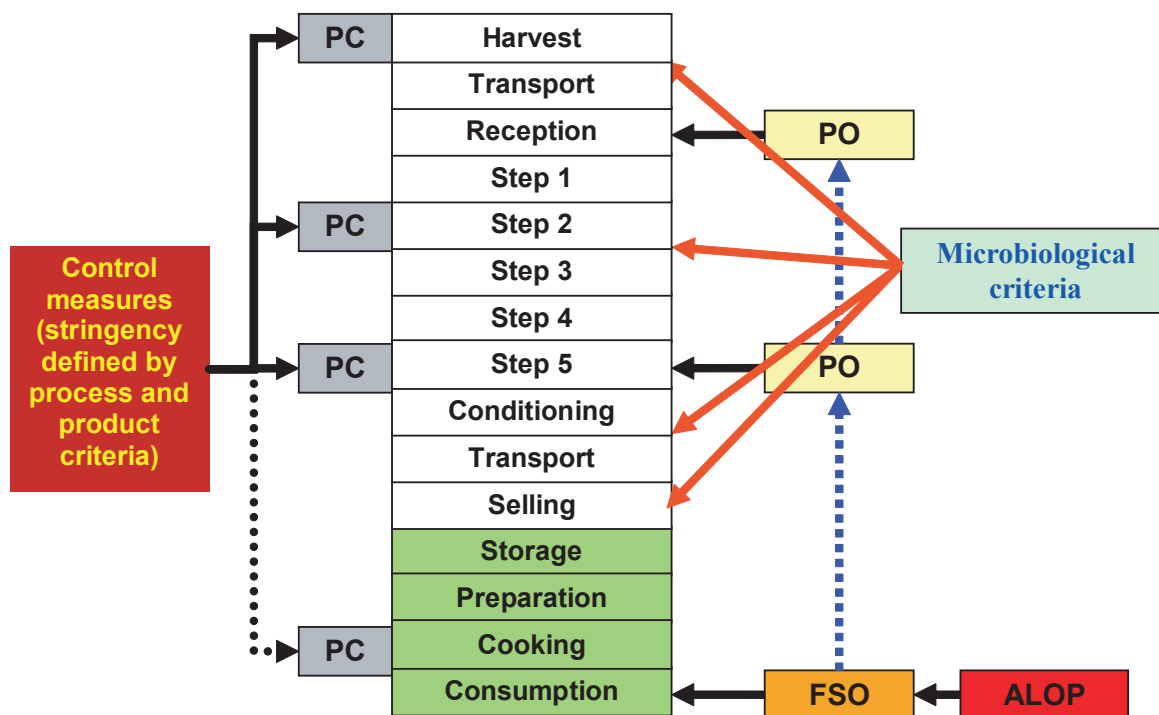 PC
Harvest
Transport
Reception
PO
Step 1
PC
Step 2
Step 3
Step 4
PC
Step 5
PO
Conditioning
Transport
Selling
Storage
Preparation
PC
Cooking
Consumption
FSO
ALOP
Control
measures
(stringency
defined by
process and
product
criteria)
Microbiological
criteria